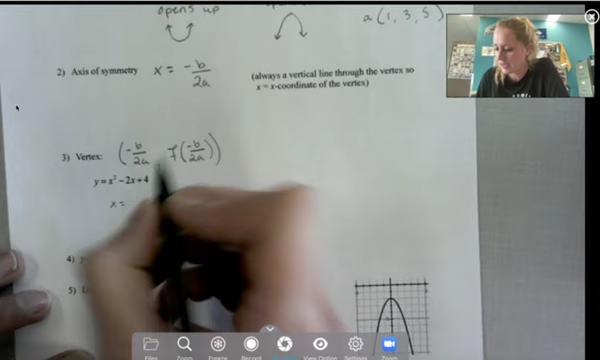 opens up
a (1, 3, 5)
2) Axis of symmetry x = -b/2a
(always a vertical line through the vertex so
x = x-coordinate of the vertex)
3) Vertex: (-b/2a, f(-b/2a))
y = x² – 2x + 4
x =
4)
5)
Files Zoom Freeze Record View Option Settings Zoom